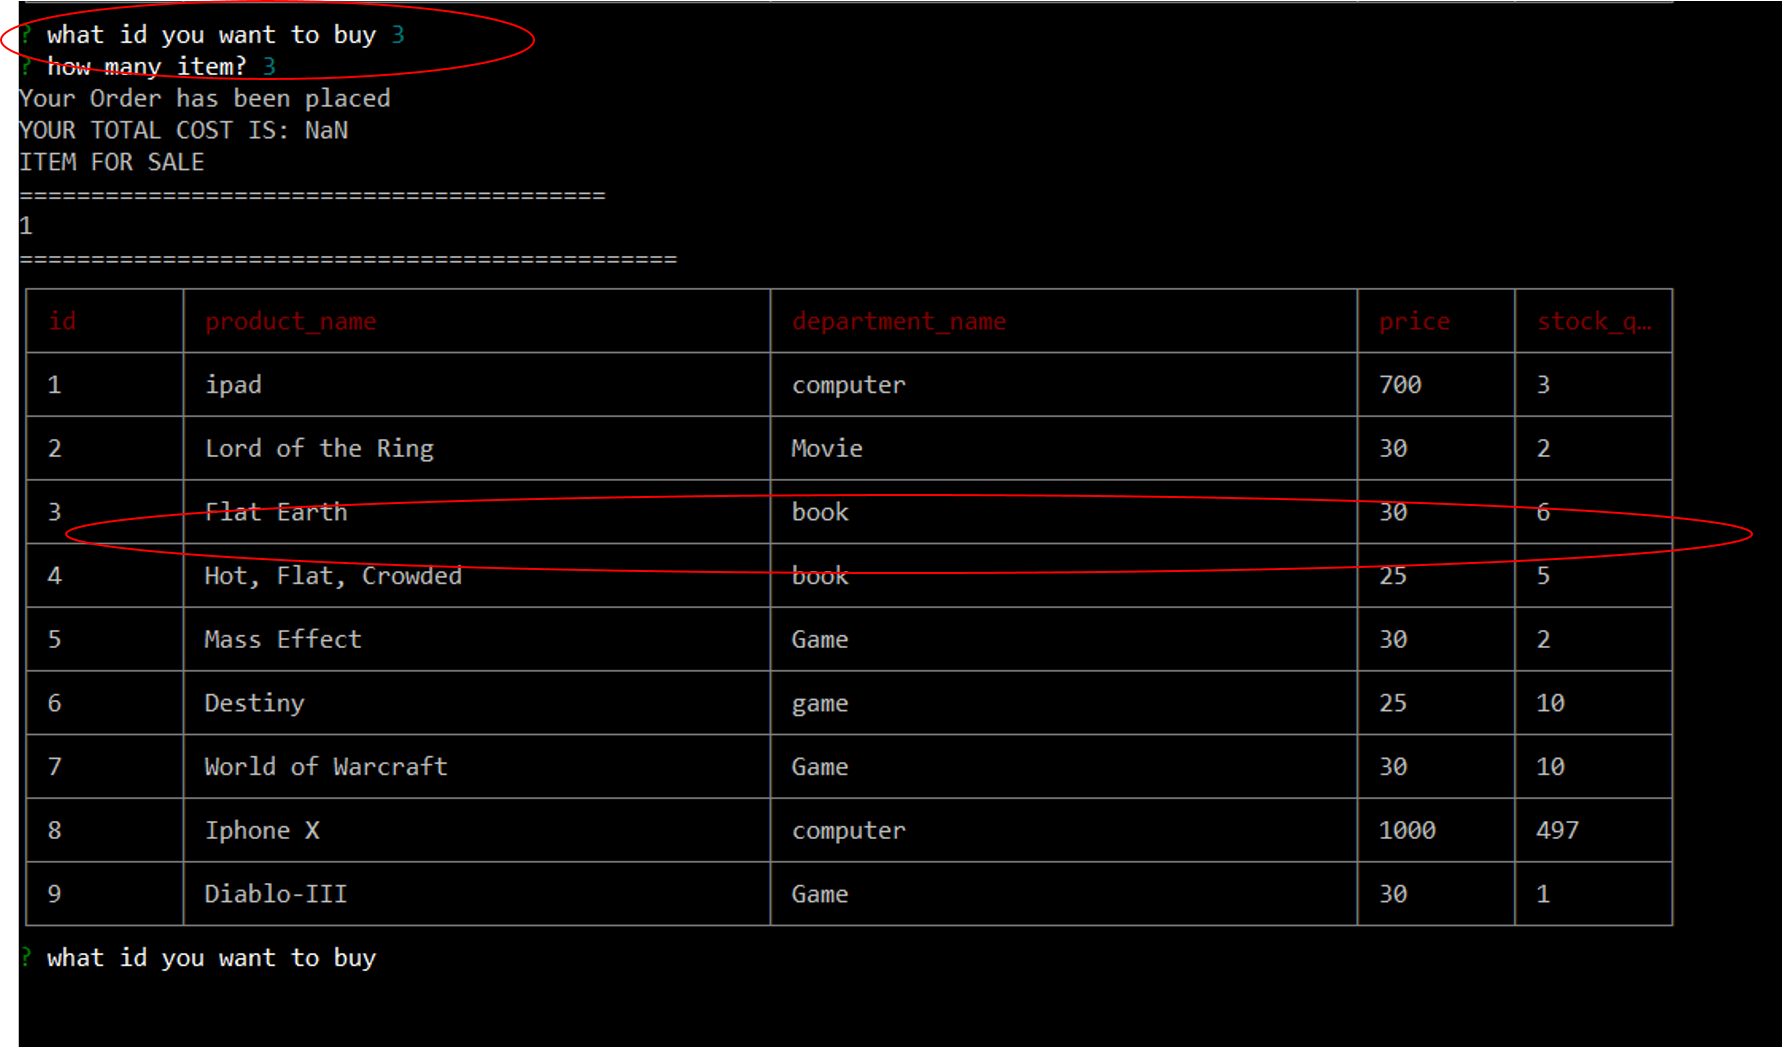 ? what id you want to buy 3
? how many item? 3
Your Order has been placed
YOUR TOTAL COST IS: NaN
ITEM FOR SALE
=========================================
1
==============================================
id product_name department_name price stock_q…
1 ipad computer 700 3
2 Lord of the Ring Movie 30 2
3 Flat Earth book 30 6
4 Hot, Flat, Crowded book 25 5
5 Mass Effect Game 30 2
6 Destiny game 25 10
7 World of Warcraft Game 30 10
8 Iphone X computer 1000 497
9 Diablo-III Game 30 1
? what id you want to buy